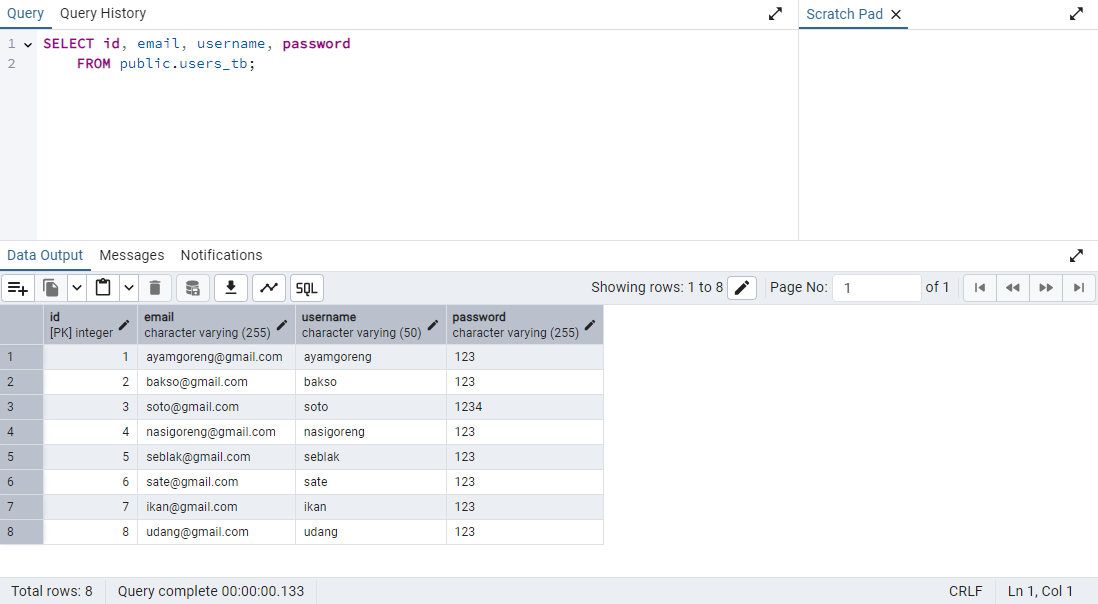 Query Query History Scratch Pad
1 SELECT id, email, username, password
2 FROM public.users_tb;
Data Output Messages Notifications
SQL Showing rows: 1 to 8 Page No: 1 of 1
id email username password
[PK] integer character varying (255) character varying (50) character varying (255)
1 1 ayamgoreng@gmail.com ayamgoreng 123
2 2 bakso@gmail.com bakso 123
3 3 soto@gmail.com soto 1234
4 4 nasigoreng@gmail.com nasigoreng 123
5 5 seblak@gmail.com seblak 123
6 6 sate@gmail.com sate 123
7 7 ikan@gmail.com ikan 123
8 8 udang@gmail.com udang 123
Total rows: 8 Query complete 00:00:00.133 CRLF Ln 1, Col 1